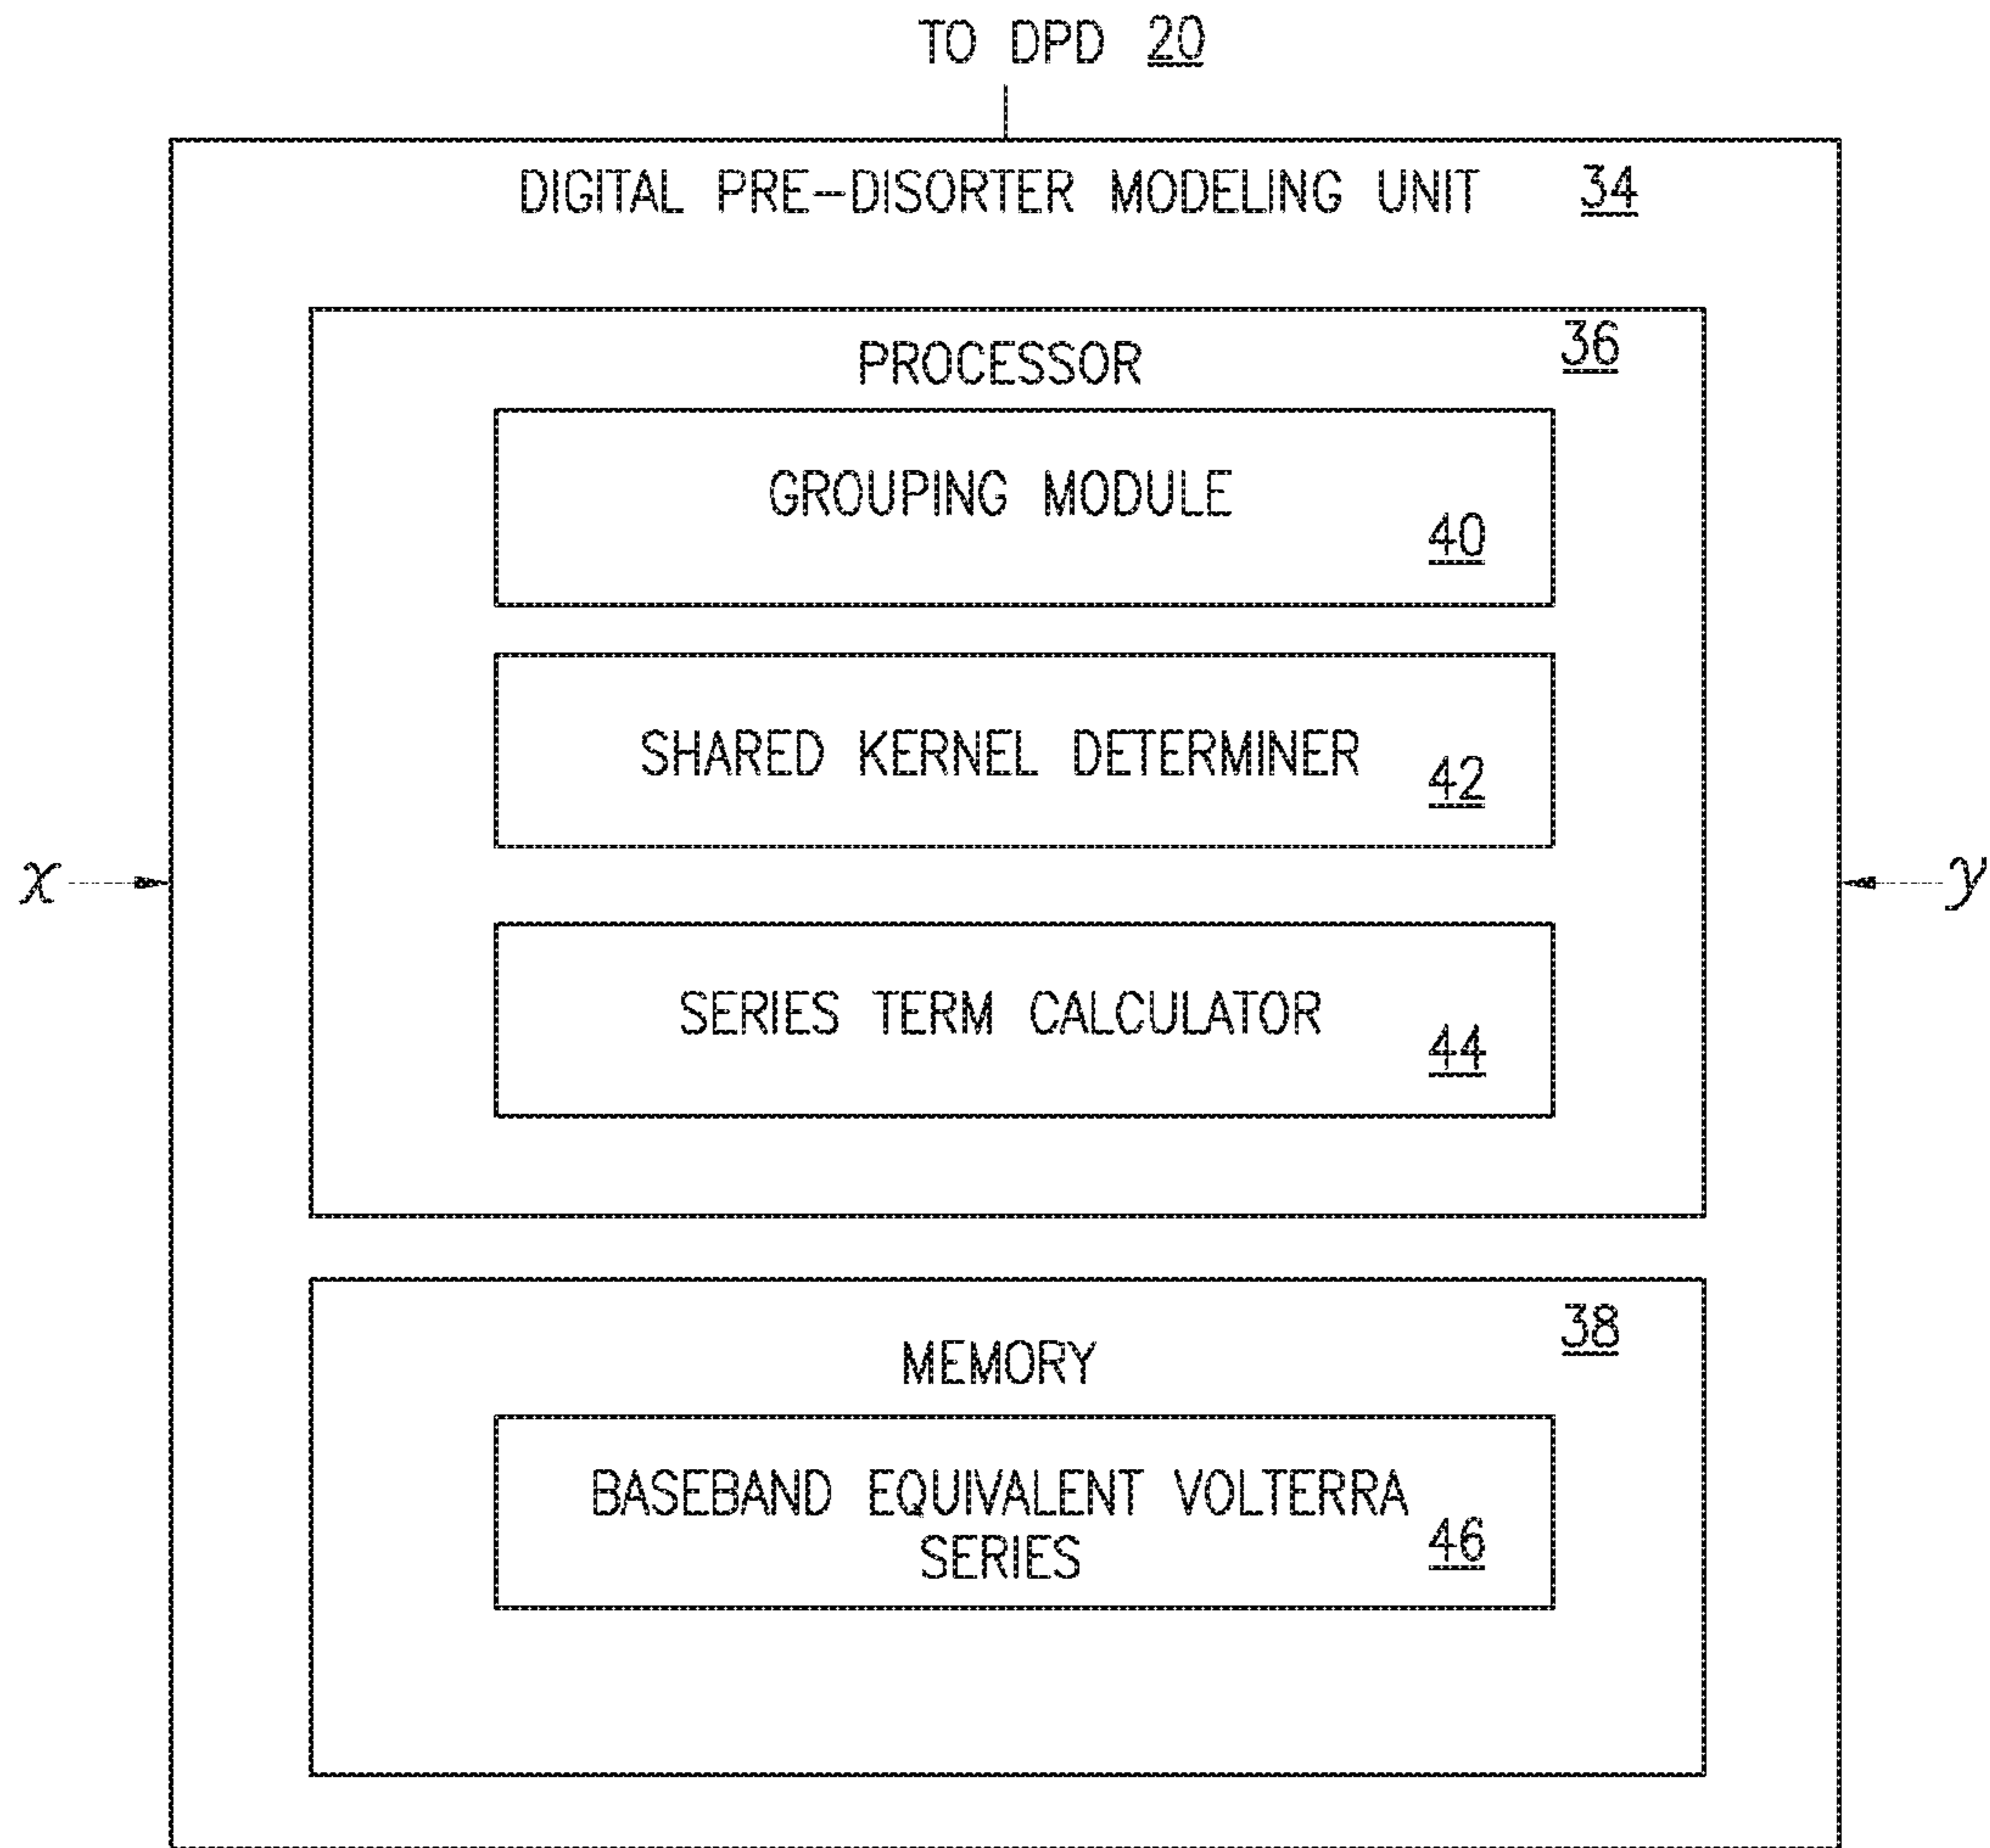 TO DPD 20
DIGITAL PRE-DISORTER MODELING UNIT 34
PROCESSOR 36
GROUPING MODULE 40
SHARED KERNEL DETERMINER 42
x
y
SERIES TERM CALCULATOR 44
MEMORY 38
BASEBAND EQUIVALENT VOLTERRA
SERIES 46